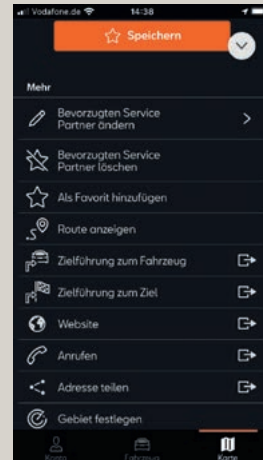 Vodafone.de 14:38
Speichern
Mehr
Bevorzugten Service
Partner ändern
Bevorzugten Service
Partner löschen
Als Favorit hinzufügen
Route anzeigen
Zielführung zum Fahrzeug
Zielführung zum Ziel
Website
Anrufen
Adresse teilen
Gebiet festlegen
Konto Fahrzeug Karte